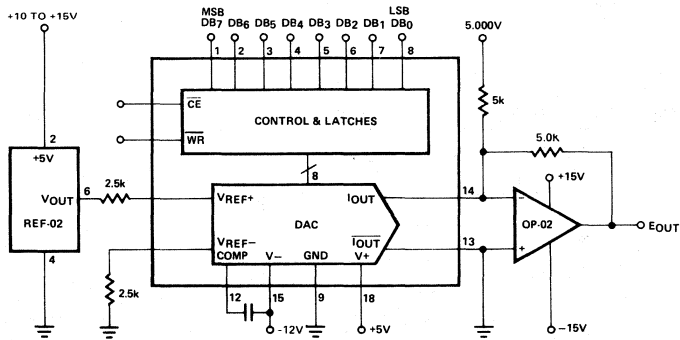 +10 TO +15V
MSB
DB7 DB6 DB5 DB4 DB3 DB2 DB1 DB0
LSB
1 2 3 4 5 6 7 8
5.000V
5k
CE
WR
CONTROL & LATCHES
8
2
+5V
VOUT
REF-02
6
4
2.5k
2.5k
VREF+
VREF-
COMP
V-
GND
V+
DAC
IOUT
IOUT
14
13
12
15
9
18
-12V
+5V
5.0k
+15V
-
+
OP-02
EOUT
-15V